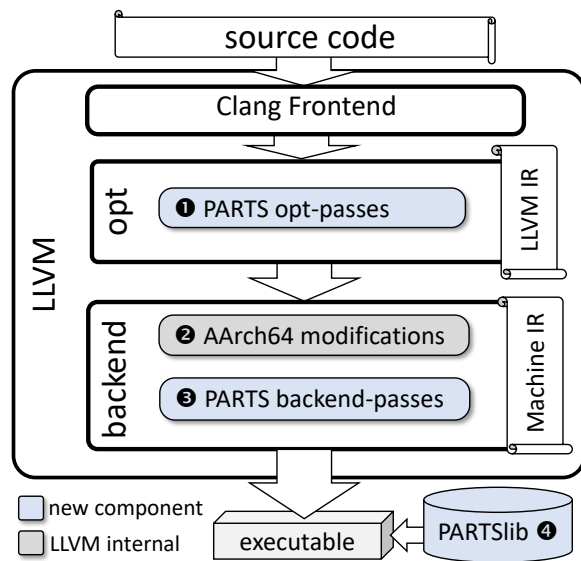 source code
Clang Frontend
LLVM
opt
❶ PARTS opt-passes
LLVM IR
backend
❷ AArch64 modifications
❸ PARTS backend-passes
Machine IR
new component
LLVM internal
executable
PARTSlib ❹